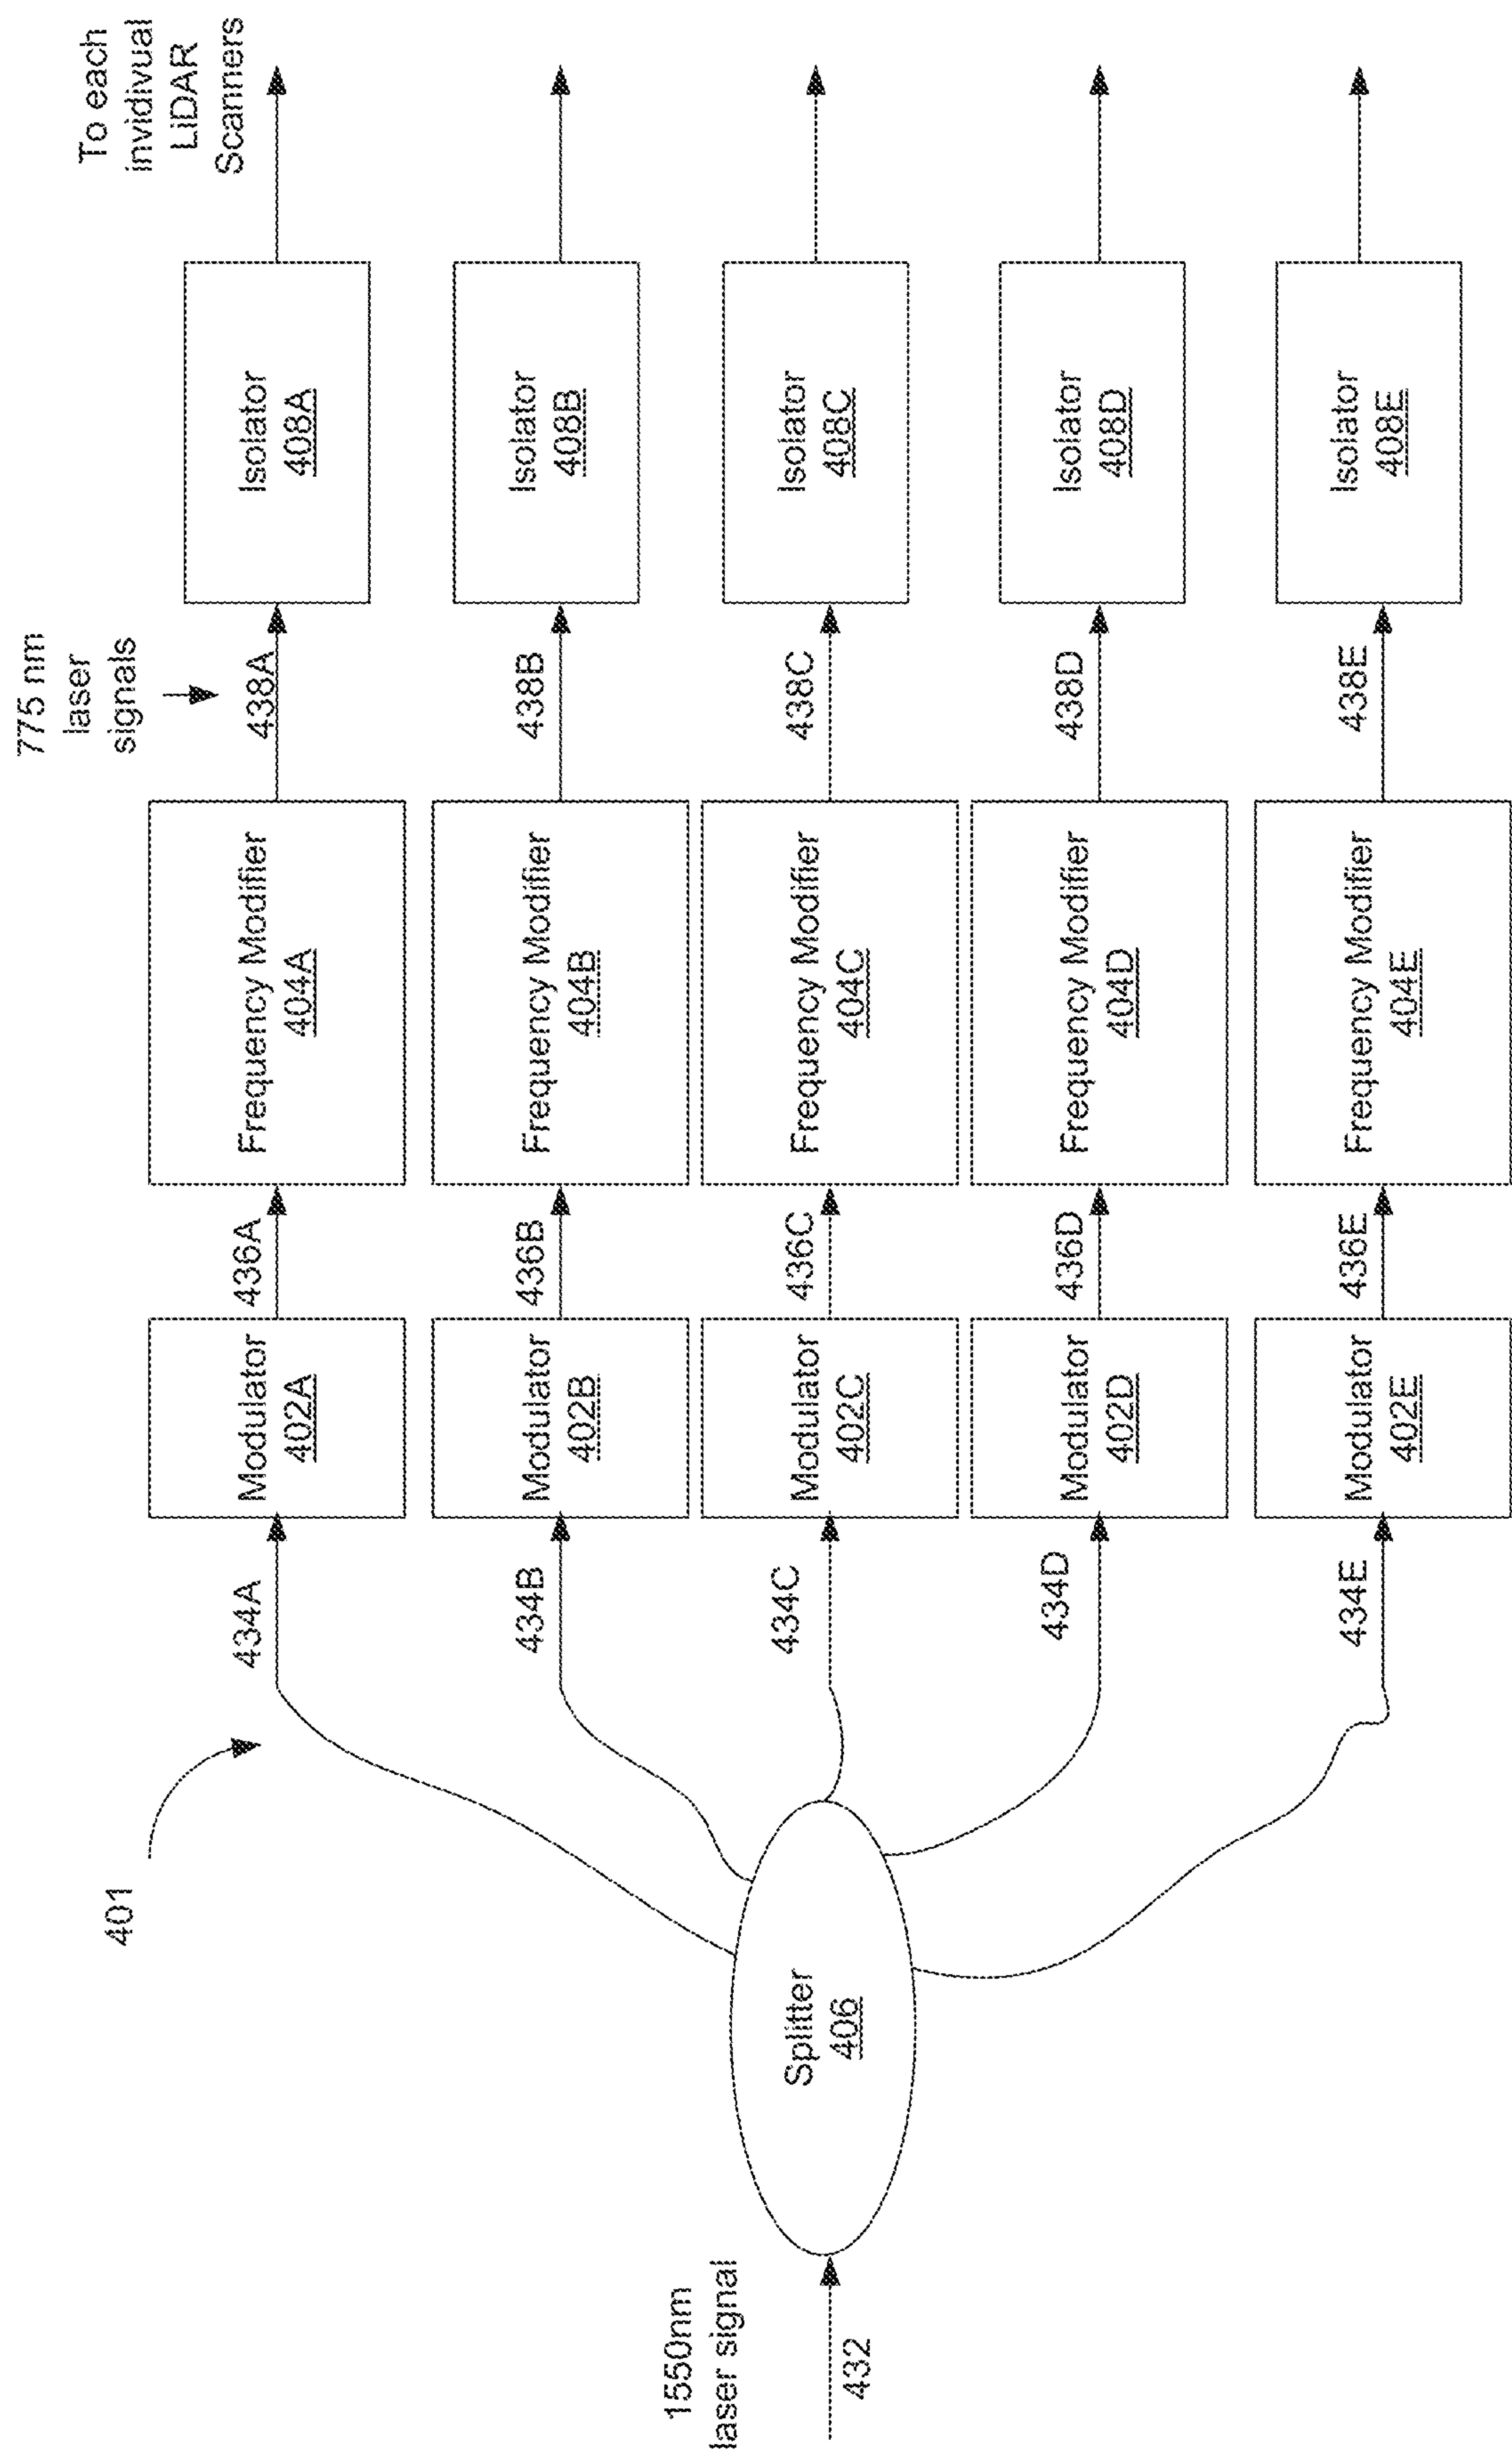 To each
invidivual
LiDAR
Scanners
775 nm
laser
signals
401
1550nm
laser signal
432
Splitter
406
434A
Modulator
402A
436A
Frequency Modifier
404A
438A
Isolator
408A
434B
Modulator
402B
436B
Frequency Modifier
404B
438B
Isolator
408B
434C
Modulator
402C
436C
Frequency Modifier
404C
438C
Isolator
408C
434D
Modulator
402D
436D
Frequency Modifier
404D
438D
Isolator
408D
434E
Modulator
402E
436E
Frequency Modifier
404E
438E
Isolator
408E